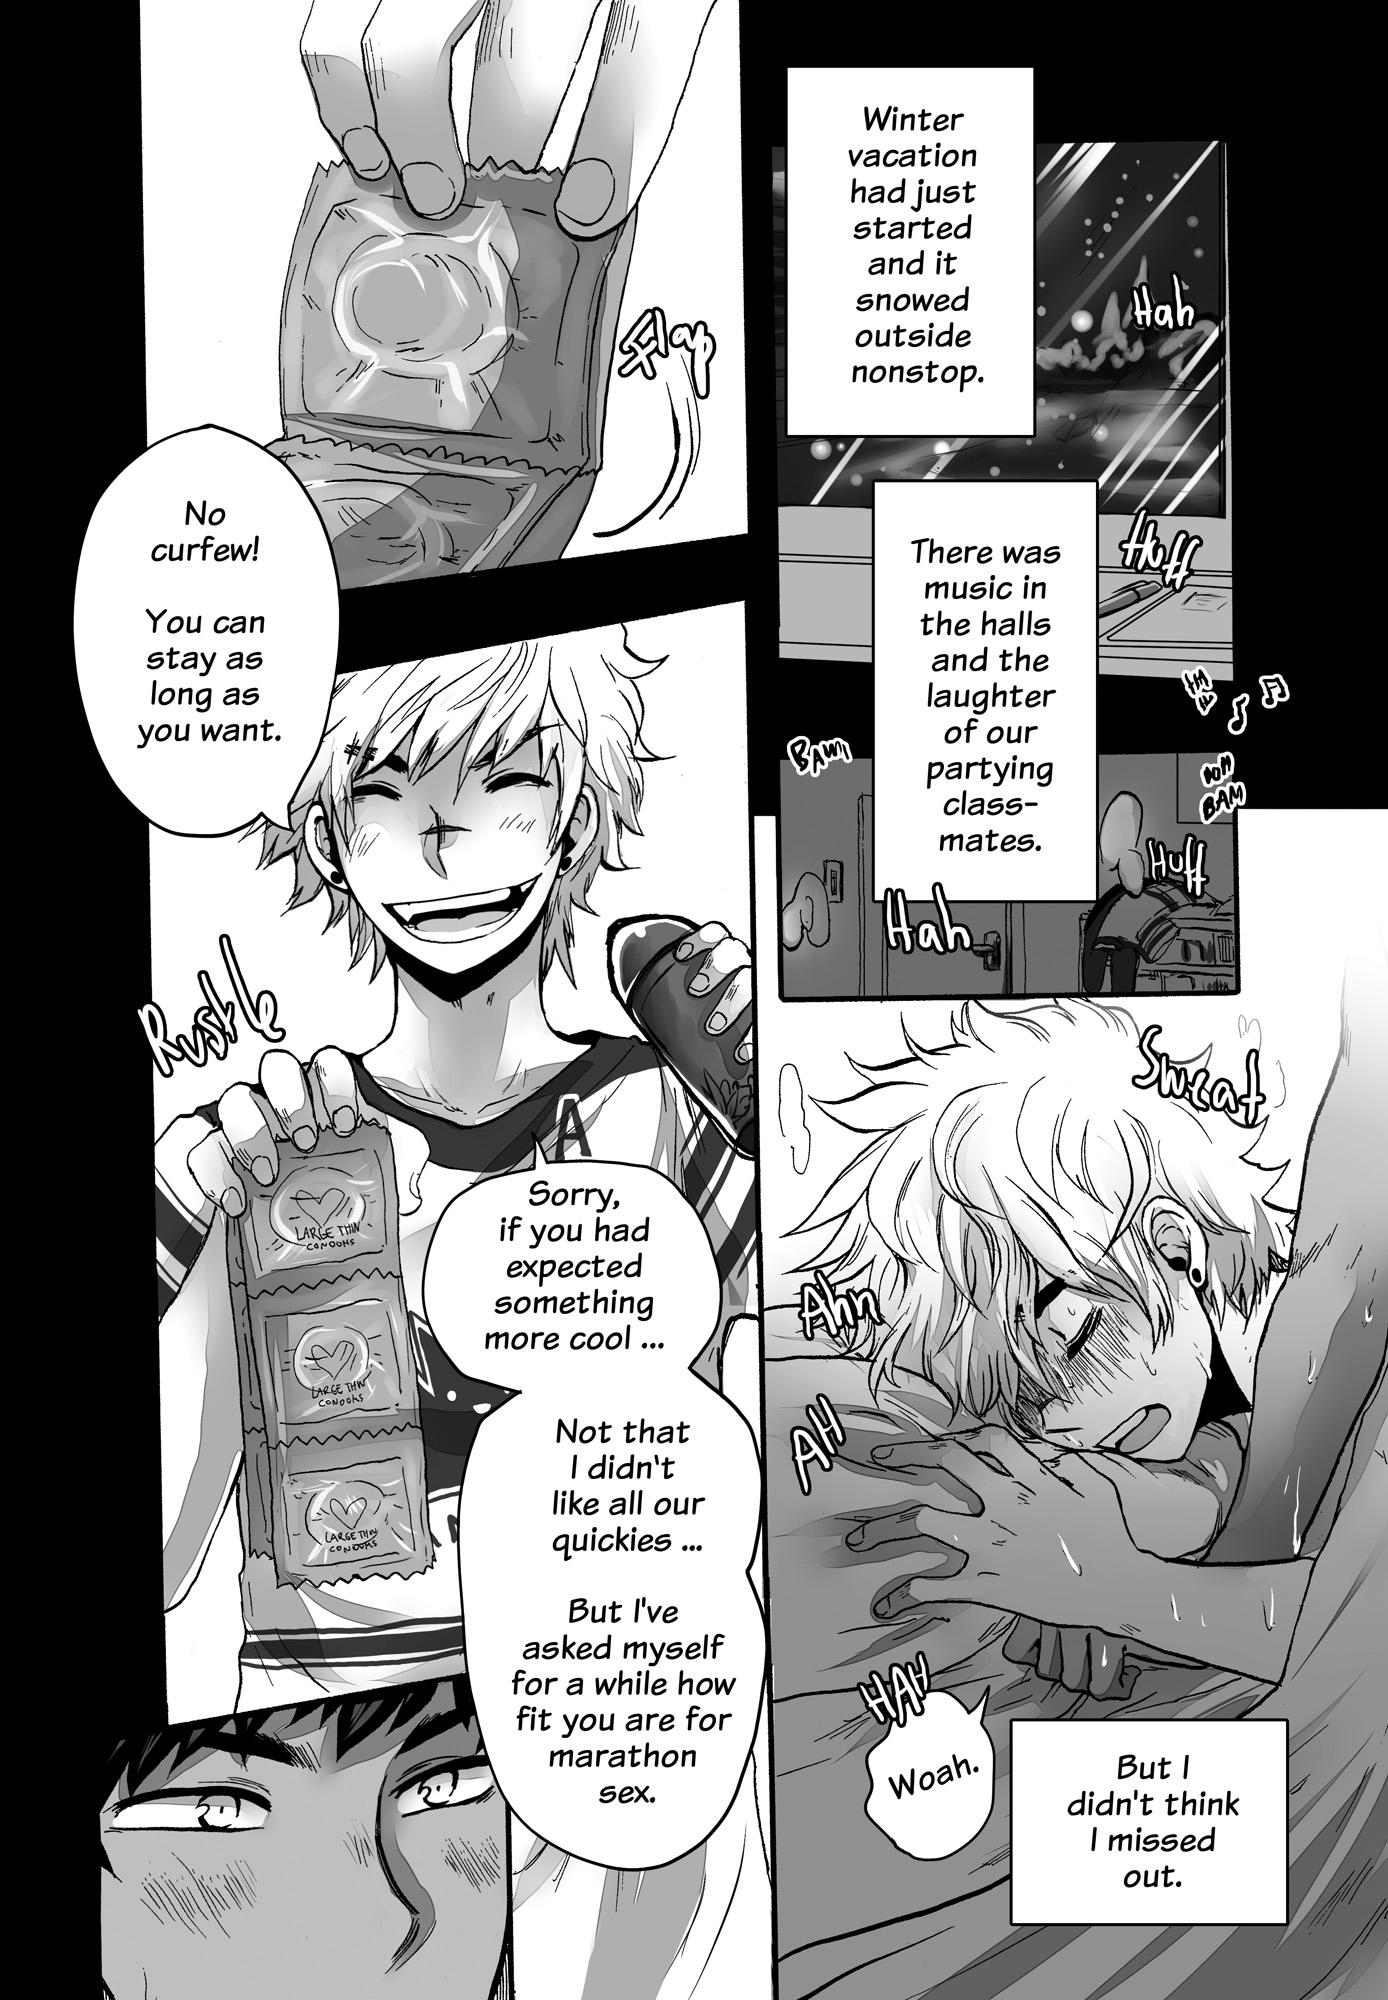 Flap
No
curfew!
You can
stay as
long as
you want.
Rustle
A
LARGE THIN
CONDOMS
LARGE THIN
CONDOMS
LARGE THIN
CONDOMS
Sorry,
if you had
expected
something
more cool ...
Not that
I didn't
like all our
quickies ...
But I've
asked myself
for a while how
fit you are for
marathon
sex.
Winter
vacation
had just
started
and it
snowed
outside
nonstop.
Hah
Huff
There was
music in
the halls
and the
laughter
of our
partying
class-
mates.
BAM
BAM
Huff
Hah
Sweat
Ahn
AH
HAH
Woah.
But I
didn't think
I missed
out.